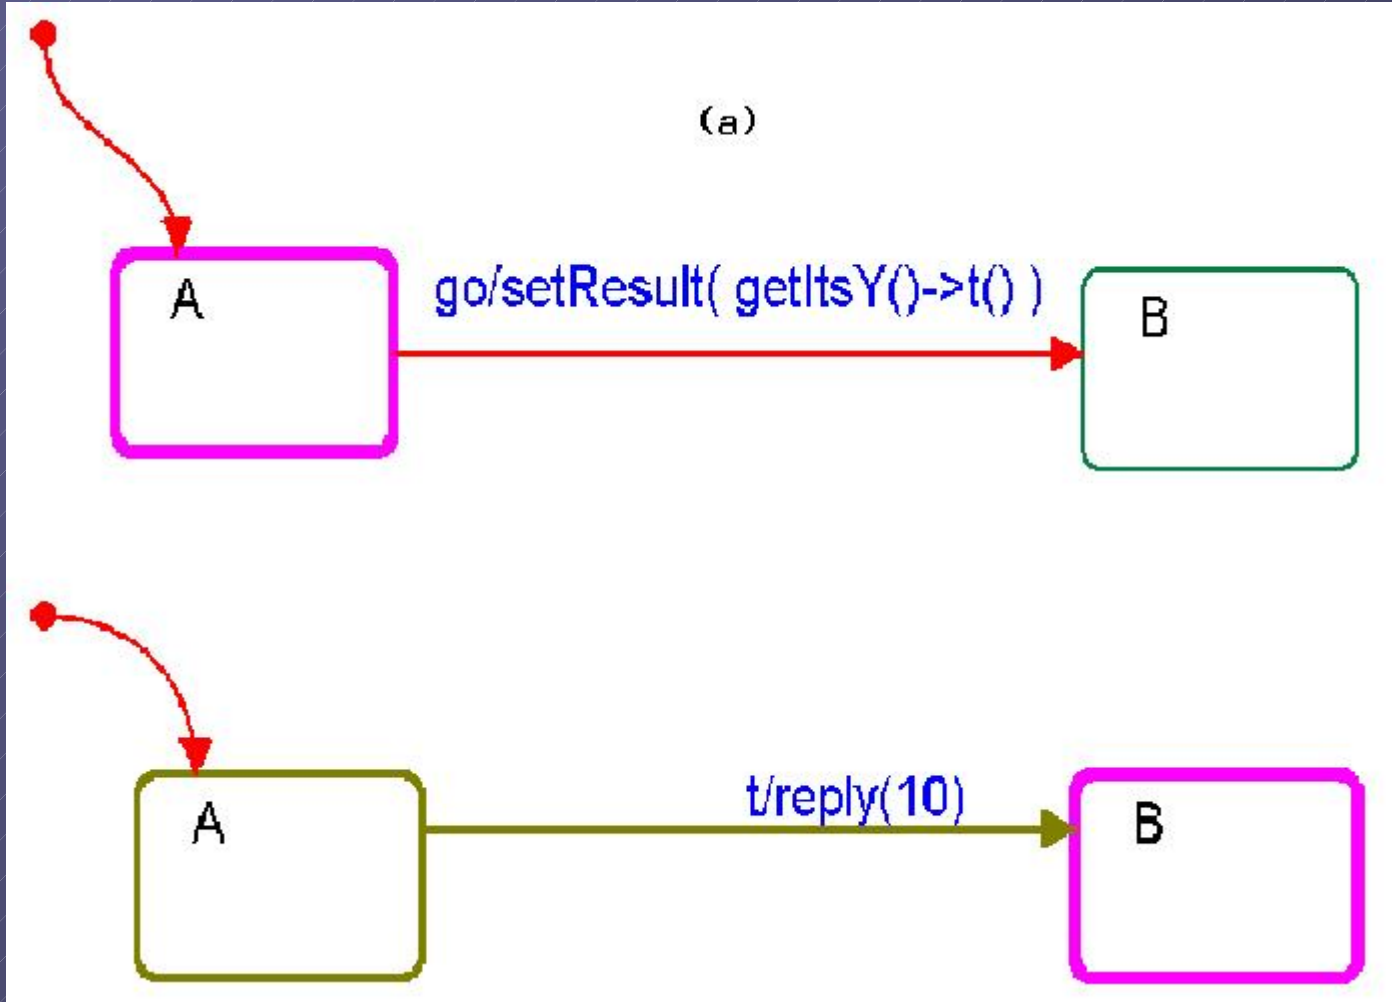 (a)
A
go/setResult( getItsY()->t() )
B
t/reply(10)
A
B